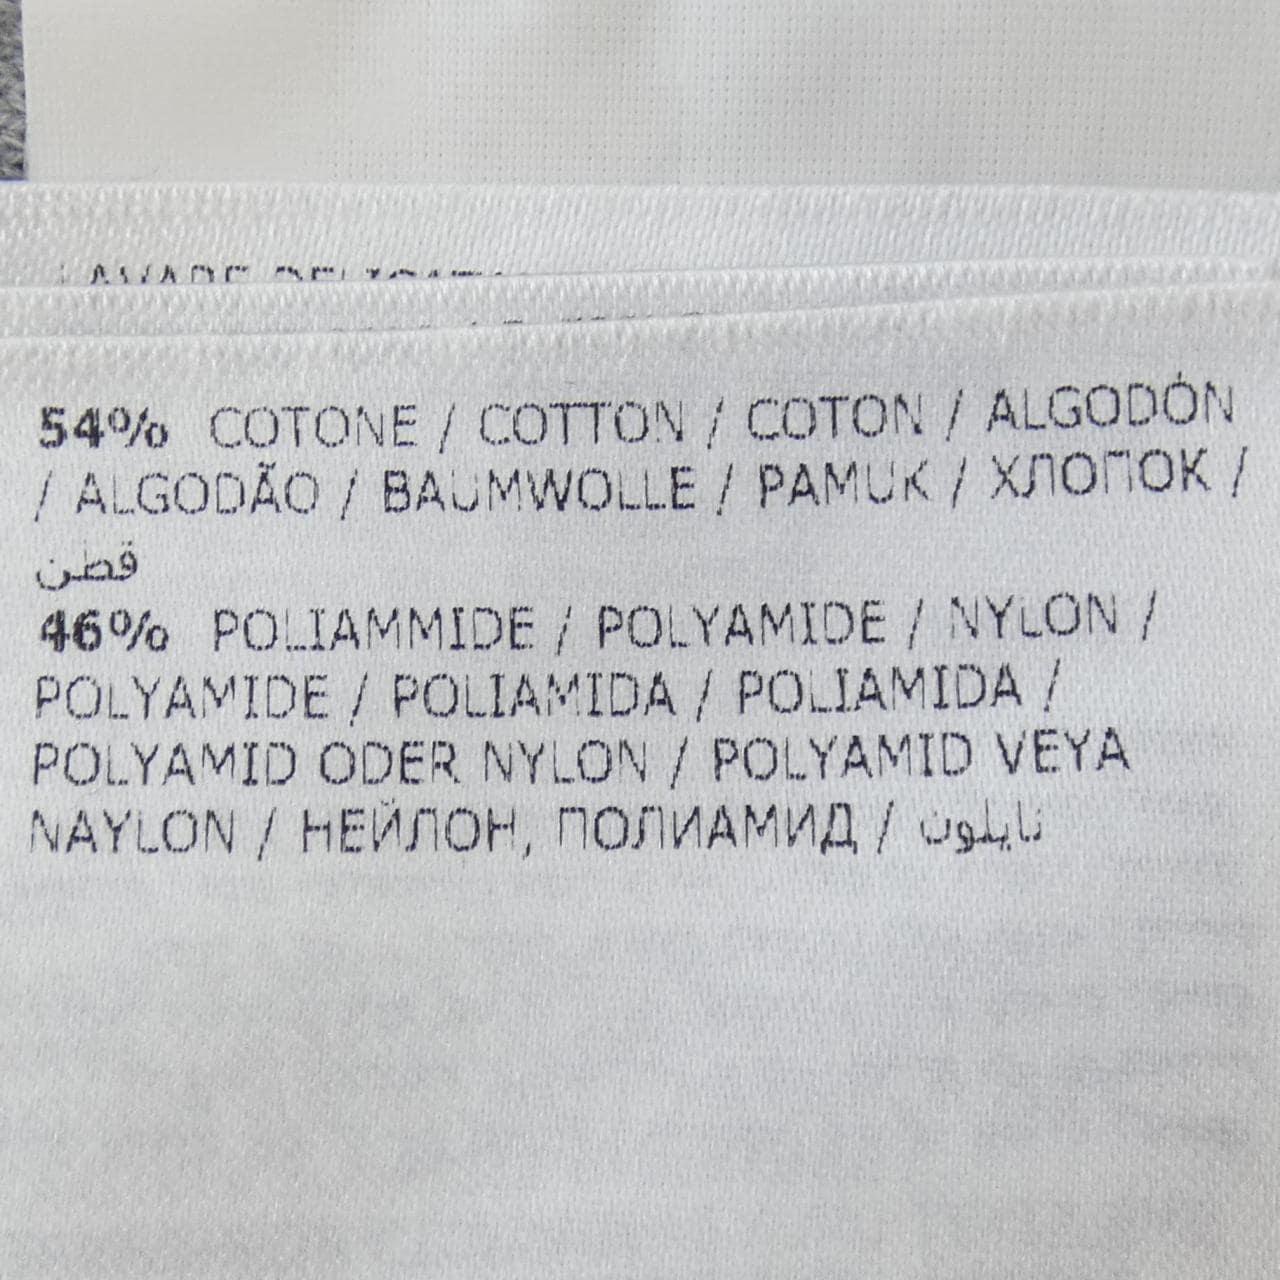 54% COTONE / COTTON / COTON / ALGODÓN
/ ALGODÃO / BAUMWOLLE / PAMUK / ХЛОПОК /
قطن
46% POLIAMMIDE / POLYAMIDE / NYLON /
POLYAMIDE / POLIAMIDA / POLIAMIDA /
POLYAMID ODER NYLON / POLYAMID VEYA
NAYLON / НЕЙЛОН, ПОЛИАМИД / نايلون